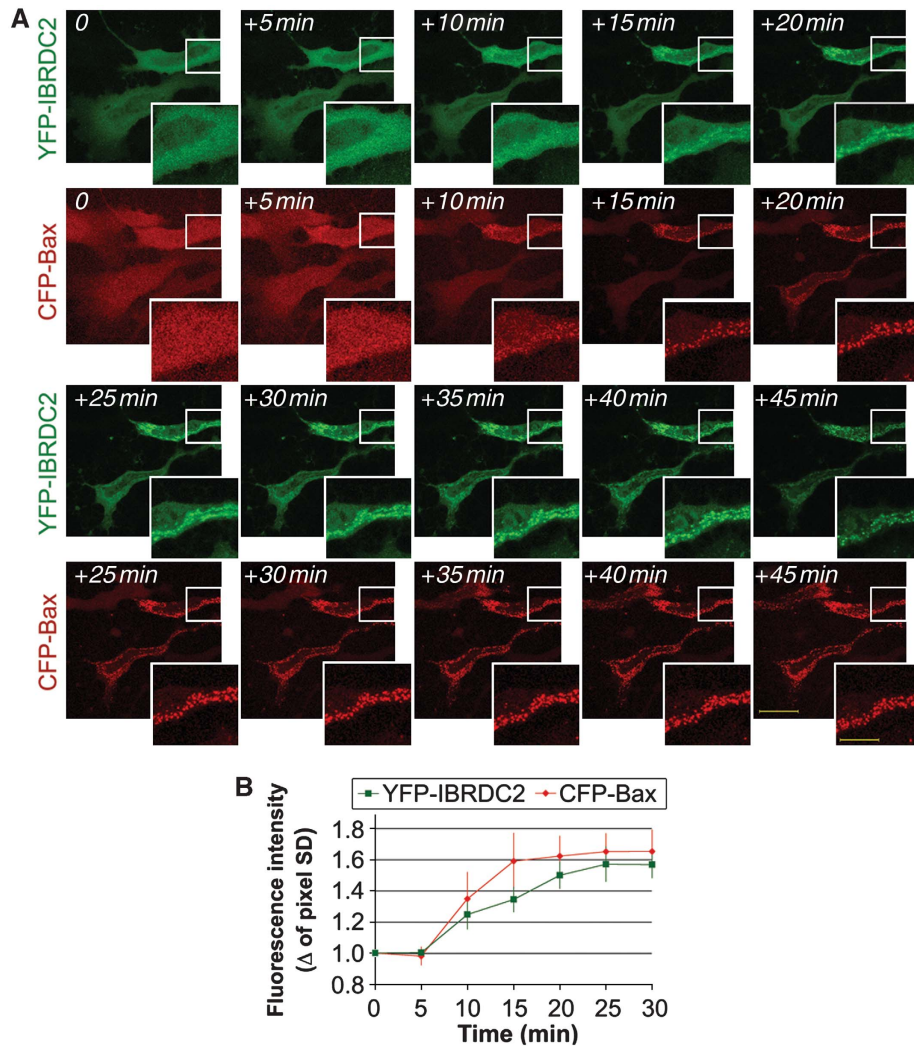 A
YFP-IBRDC2
0
+5 min
+10 min
+15 min
+20 min
CFP-Bax
0
+5 min
+10 min
+15 min
+20 min
YFP-IBRDC2
+25 min
+30 min
+35 min
+40 min
+45 min
CFP-Bax
+25 min
+30 min
+35 min
+40 min
+45 min
B
YFP-IBRDC2 CFP-Bax
Fluorescence intensity
(Δ of pixel SD)
1.8
1.6
1.4
1.2
1.0
0.8
0 5 10 15 20 25 30
Time (min)